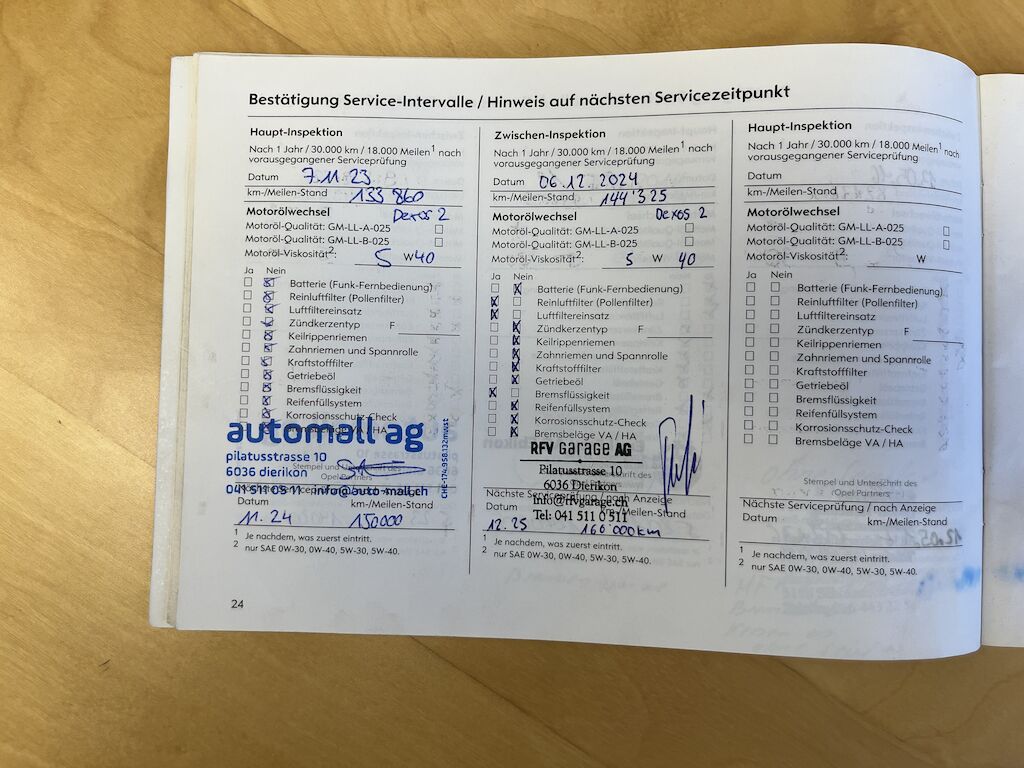 Bestätigung Service-Intervalle / Hinweis auf nächsten Servicezeitpunkt
Haupt-Inspektion
Nach 1 Jahr / 30.000 km / 18.000 Meilen¹ nach
vorausgegangener Serviceprüfung
Datum 7.11.23
km-/Meilen-Stand 133 860
Motorölwechsel Dexos 2
Motoröl-Qualität: GM-LL-A-025
Motoröl-Qualität: GM-LL-B-025
Motoröl-Viskosität²: 5 W40
Ja Nein
Batterie (Funk-Fernbedienung)
Reinluftfilter (Pollenfilter)
Luftfiltereinsatz
Zündkerzentyp F
Keilrippenriemen
Zahnriemen und Spannrolle
Kraftstofffilter
Getriebeöl
Bremsflüssigkeit
Reifenfüllsystem
Korrosionsschutz-Check
VA / HA
automall ag
pilatusstrasse 10
6036 dierikon
041 511 05 11 info@auto-mall.ch
CHE-174.958.132mwst
Stempel und Unterschrift des
Opel Partners
Datum km-/Meilen-Stand
11.24 150000
1 Je nachdem, was zuerst eintritt.
2 nur SAE 0W-30, 0W-40, 5W-30, 5W-40.
24
Zwischen-Inspektion
Nach 1 Jahr / 30.000 km / 18.000 Meilen¹ nach
vorausgegangener Serviceprüfung
Datum 06.12.2024
km-/Meilen-Stand 144'325
Motorölwechsel Dexos 2
Motoröl-Qualität: GM-LL-A-025
Motoröl-Qualität: GM-LL-B-025
Motoröl-Viskosität²: 5 W 40
Ja Nein
Batterie (Funk-Fernbedienung)
Reinluftfilter (Pollenfilter)
Luftfiltereinsatz
Zündkerzentyp F
Keilrippenriemen
Zahnriemen und Spannrolle
Kraftstofffilter
Getriebeöl
Bremsflüssigkeit
Reifenfüllsystem
Korrosionsschutz-Check
Bremsbeläge VA / HA
RFV Garage AG
Pilatusstrasse 10
6036 Dierikon
Info@rfvgarage.ch
Tel: 041 511 0 511
Nächste Serviceprüfung / nach Anzeige
Datum km-/Meilen-Stand
12.25 160'000km
1 Je nachdem, was zuerst eintritt.
2 nur SAE 0W-30, 0W-40, 5W-30, 5W-40.
Haupt-Inspektion
Nach 1 Jahr / 30.000 km / 18.000 Meilen¹ nach
vorausgegangener Serviceprüfung
Datum
km-/Meilen-Stand
Motorölwechsel
Motoröl-Qualität: GM-LL-A-025
Motoröl-Qualität: GM-LL-B-025
Motoröl-Viskosität²: W
Ja Nein
Batterie (Funk-Fernbedienung)
Reinluftfilter (Pollenfilter)
Luftfiltereinsatz
Zündkerzentyp F
Keilrippenriemen
Zahnriemen und Spannrolle
Kraftstofffilter
Getriebeöl
Bremsflüssigkeit
Reifenfüllsystem
Korrosionsschutz-Check
Bremsbeläge VA / HA
Stempel und Unterschrift des
Opel Partners
Nächste Serviceprüfung / nach Anzeige
Datum km-/Meilen-Stand
1 Je nachdem, was zuerst eintritt.
2 nur SAE 0W-30, 0W-40, 5W-30, 5W-40.